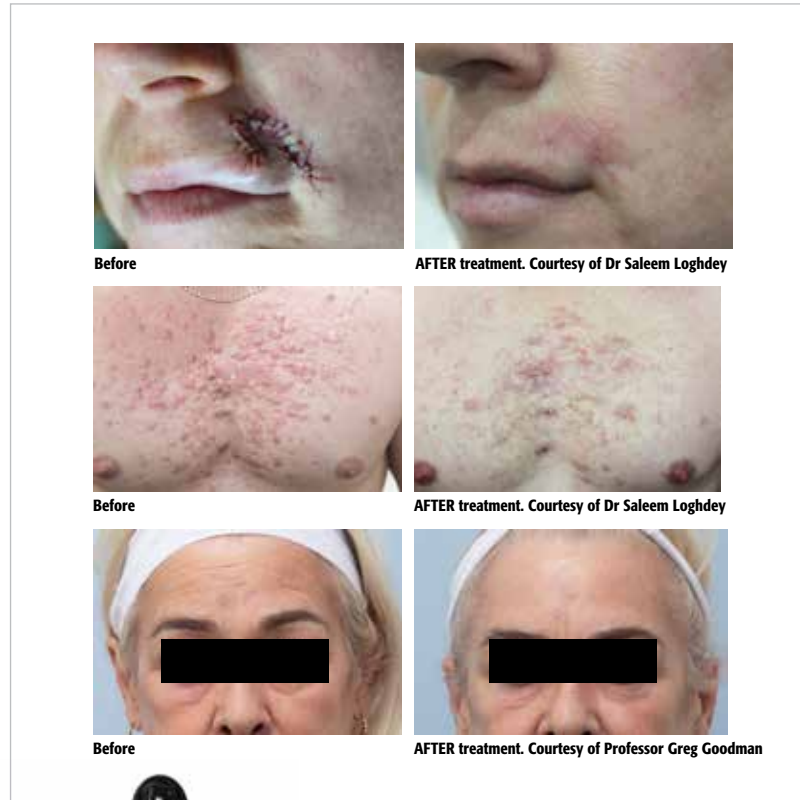 Before
AFTER treatment. Courtesy of Dr Saleem Loghdey
Before
AFTER treatment. Courtesy of Dr Saleem Loghdey
Before
AFTER treatment. Courtesy of Professor Greg Goodman